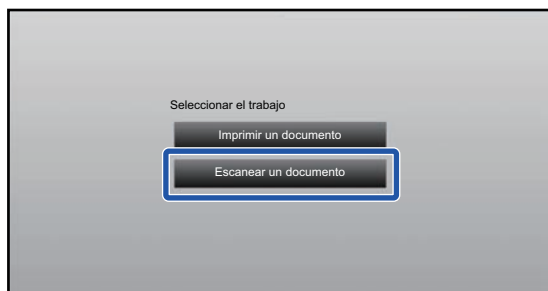 Seleccionar el trabajo
Imprimir un documento
Escanear un documento